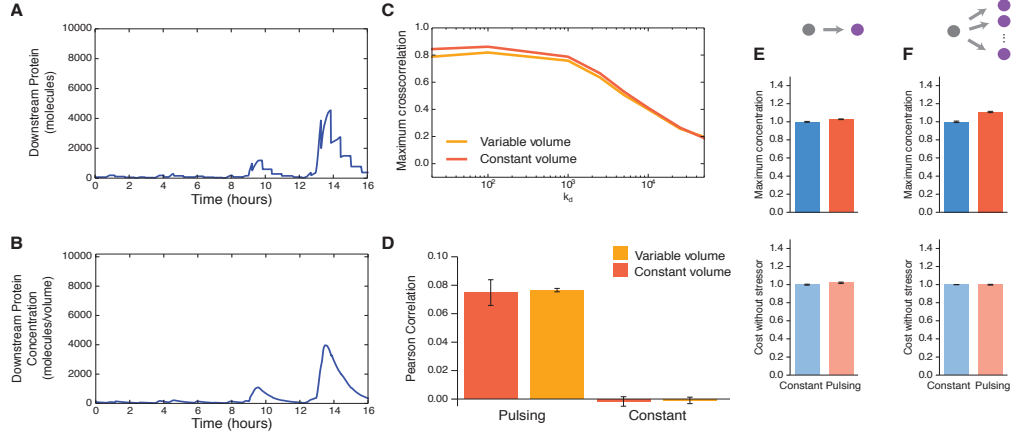 A
10000
8000
6000
4000
2000
0
Downstream Protein
(molecules)
0 2 4 6 8 10 12 14 16
Time (hours)
B
10000
8000
6000
4000
2000
0
Downstream Protein
Concentration
(molecules/volume)
0 2 4 6 8 10 12 14 16
Time (hours)
C
1.0
0.8
0.6
0.4
0.2
0.0
Maximum crosscorrelation
Variable volume
Constant volume
10² 10³ 10⁴
k_d
D
0.10
0.08
0.06
0.04
0.02
0.00
Pearson Correlation
Variable volume
Constant volume
Pulsing Constant
E
1.4
1.2
1.0
0.8
0.6
0.4
0.2
0.0
Maximum concentration
1.4
1.2
1.0
1.2
0.6
0.4
0.2
0.0
Cost without stressor
Constant Pulsing
F
1.4
1.2
1.0
0.8
0.6
0.4
0.2
0.0
Maximum concentration
1.4
1.2
1.0
1.2
0.6
0.4
0.2
0.0
Cost without stressor
Constant Pulsing